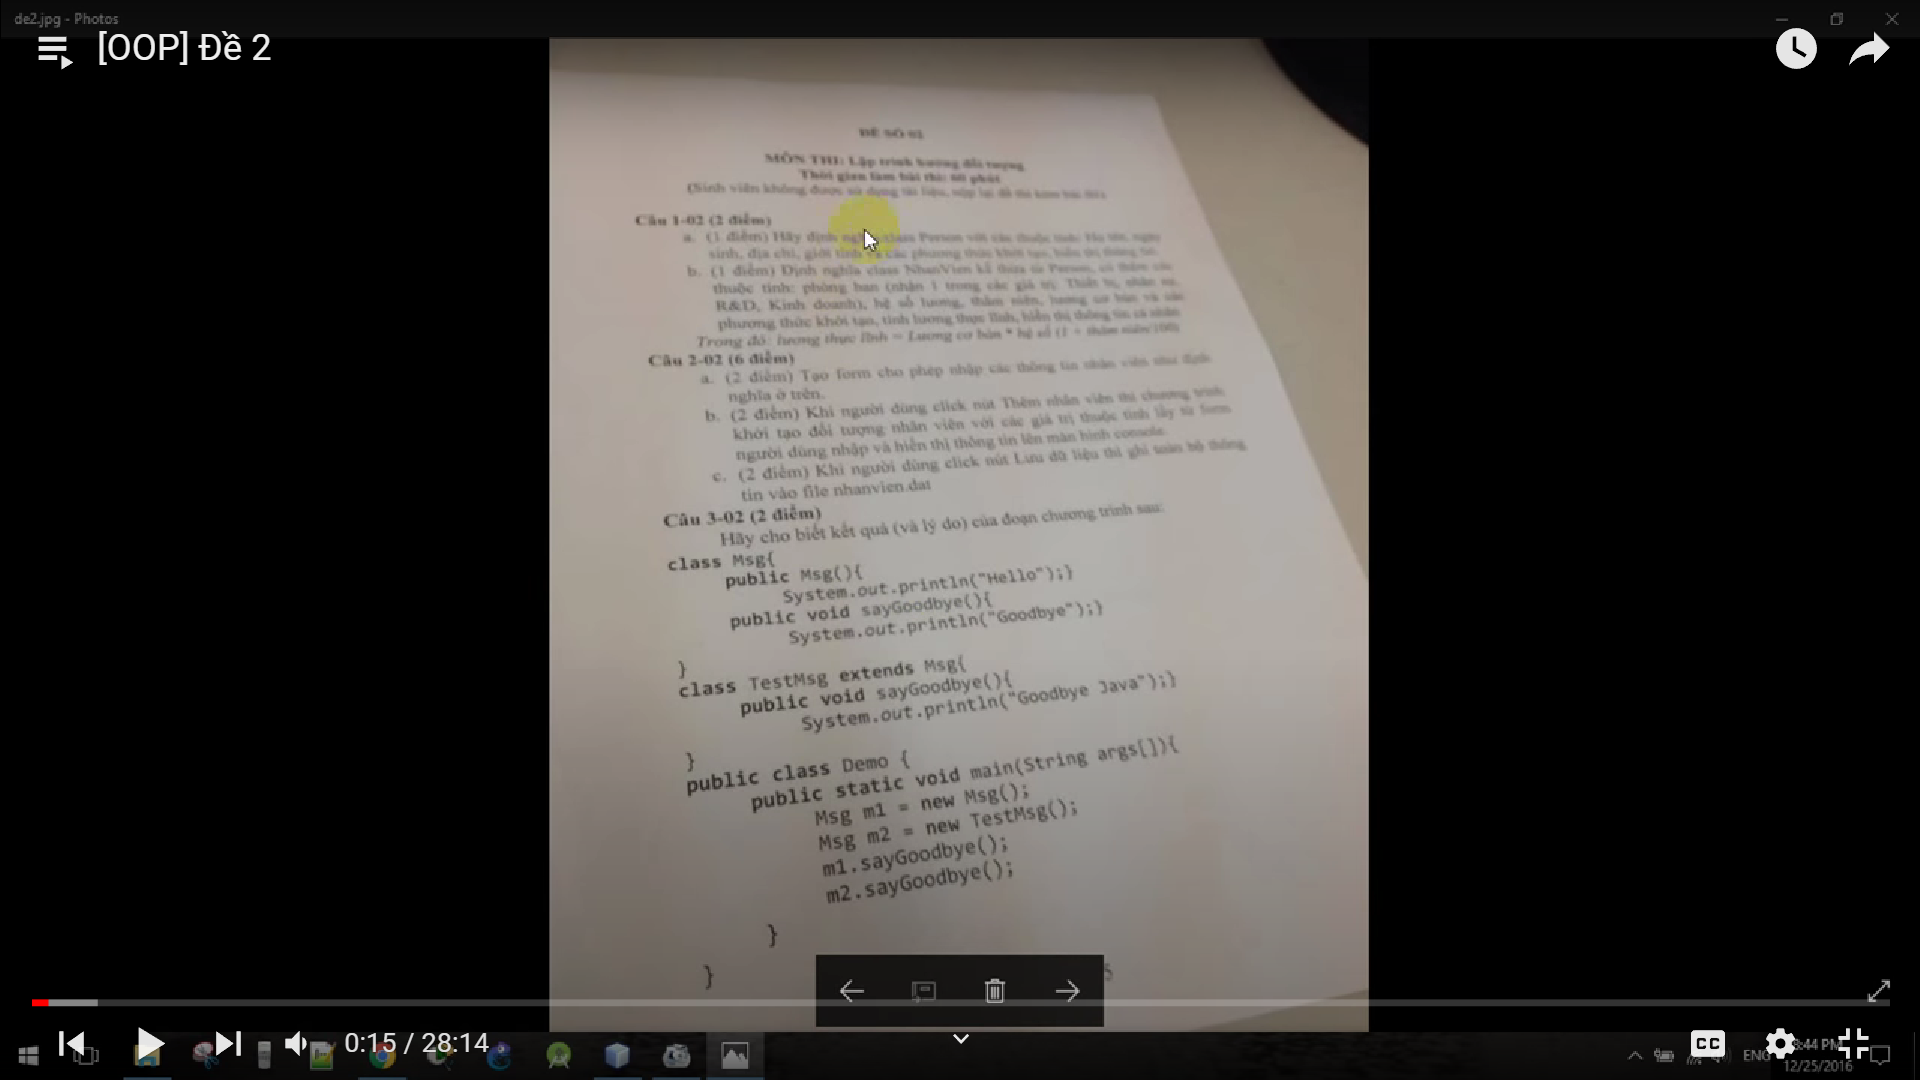 de2.jpg - Photos
[OOP] Đề 2
ĐỀ SỐ 02
MÔN THI: Lập trình hướng đối tượng
Thời gian làm bài thi: 60 phút
(Sinh viên không được sử dụng tài liệu, nộp lại đề thi kèm bài thi)
Câu 1-02 (2 điểm)
a. (1 điểm) Hãy định nghĩa class Person với các thuộc tính: Họ tên, ngày
sinh, địa chỉ, giới tính và các phương thức khởi tạo, hiển thị thông tin.
b. (1 điểm) Định nghĩa class NhanVien kế thừa từ Person, có thêm các
thuộc tính: phòng ban (nhận 1 trong các giá trị: Thiết bị, nhân sự,
R&D, Kinh doanh), hệ số lương, thâm niên, lương cơ bản và các
phương thức khởi tạo, tính lương thực lĩnh, hiển thị thông tin cá nhân
Trong đó: lương thực lĩnh = Lương cơ bản * hệ số (1 + thâm niên/100)
Câu 2-02 (6 điểm)
a. (2 điểm) Tạo form cho phép nhập các thông tin nhân viên như định
nghĩa ở trên.
b. (2 điểm) Khi người dùng click nút Thêm nhân viên thì chương trình
khởi tạo đối tượng nhân viên với các giá trị thuộc tính lấy từ form
người dùng nhập và hiển thị thông tin lên màn hình console.
c. (2 điểm) Khi người dùng click nút Lưu dữ liệu thì ghi toàn bộ thông
tin vào file nhanvien.dat
Câu 3-02 (2 điểm)
Hãy cho biết kết quả (và lý do) của đoạn chương trình sau:
class Msg{
public Msg(){
System.out.println("Hello");}
public void sayGoodbye(){
System.out.println("Goodbye");}
}
class TestMsg extends Msg{
public void sayGoodbye(){
System.out.println("Goodbye Java");}
}
public class Demo {
public static void main(String args[]){
Msg m1 = new Msg();
Msg m2 = new TestMsg();
m1.sayGoodbye();
m2.sayGoodbye();
}
}
5
0:15 / 28:14
CC
ENG
8:44 PM
12/25/2016